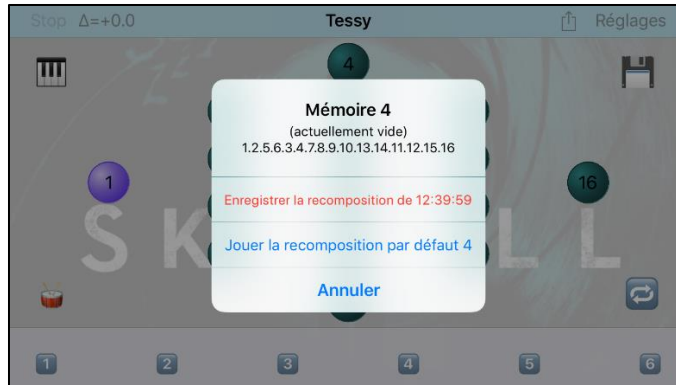 Stop Δ=+0.0 Tessy Réglages
4
Mémoire 4
(actuellement vide)
1.2.5.6.3.4.7.8.9.10.13.14.11.12.15.16
1 16
Enregistrer la recomposition de 12:39:59
S K L L
Jouer la recomposition par défaut 4
Annuler
1 2 3 4 5 6